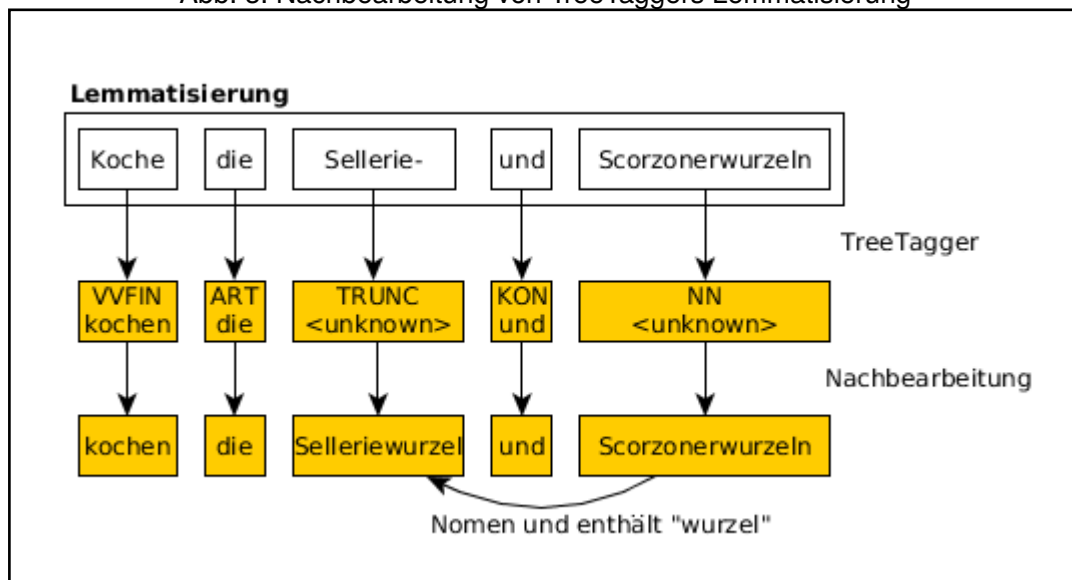 Lemmatisierung
Koche die Sellerie- und Scorzonerwurzeln
TreeTagger
VVFIN ART TRUNC KON NN
kochen die <unknown> und <unknown>
Nachbearbeitung
kochen die Selleriewurzel und Scorzonerwurzeln
Nomen und enthält "wurzel"